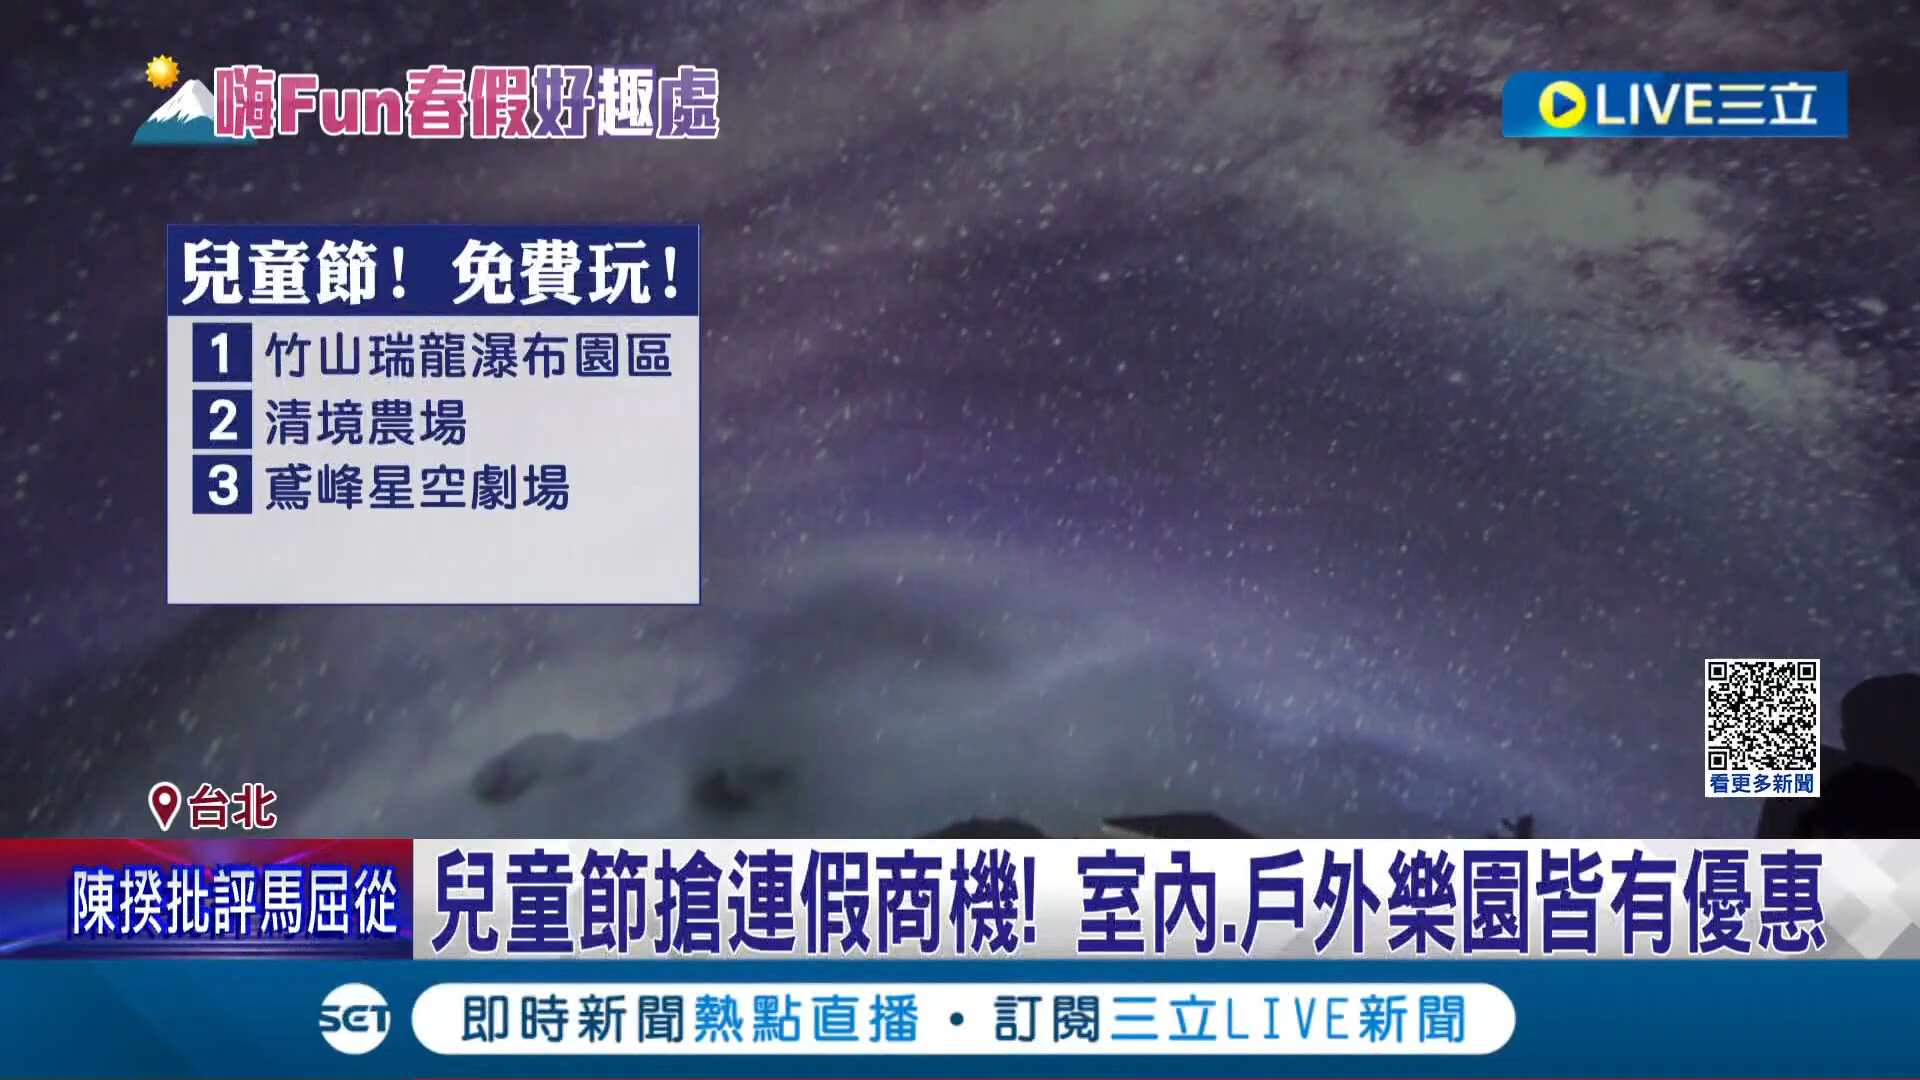 嗨Fun春假好趣處
LIVE三立
兒童節! 免費玩!
1 竹山瑞龍瀑布園區
2 清境農場
3 鳶峰星空劇場
看更多新聞
台北
陳揆批評馬屈從
兒童節搶連假商機! 室內.戶外樂園皆有優惠
SET
即時新聞熱點直播・訂閱三立LIVE新聞